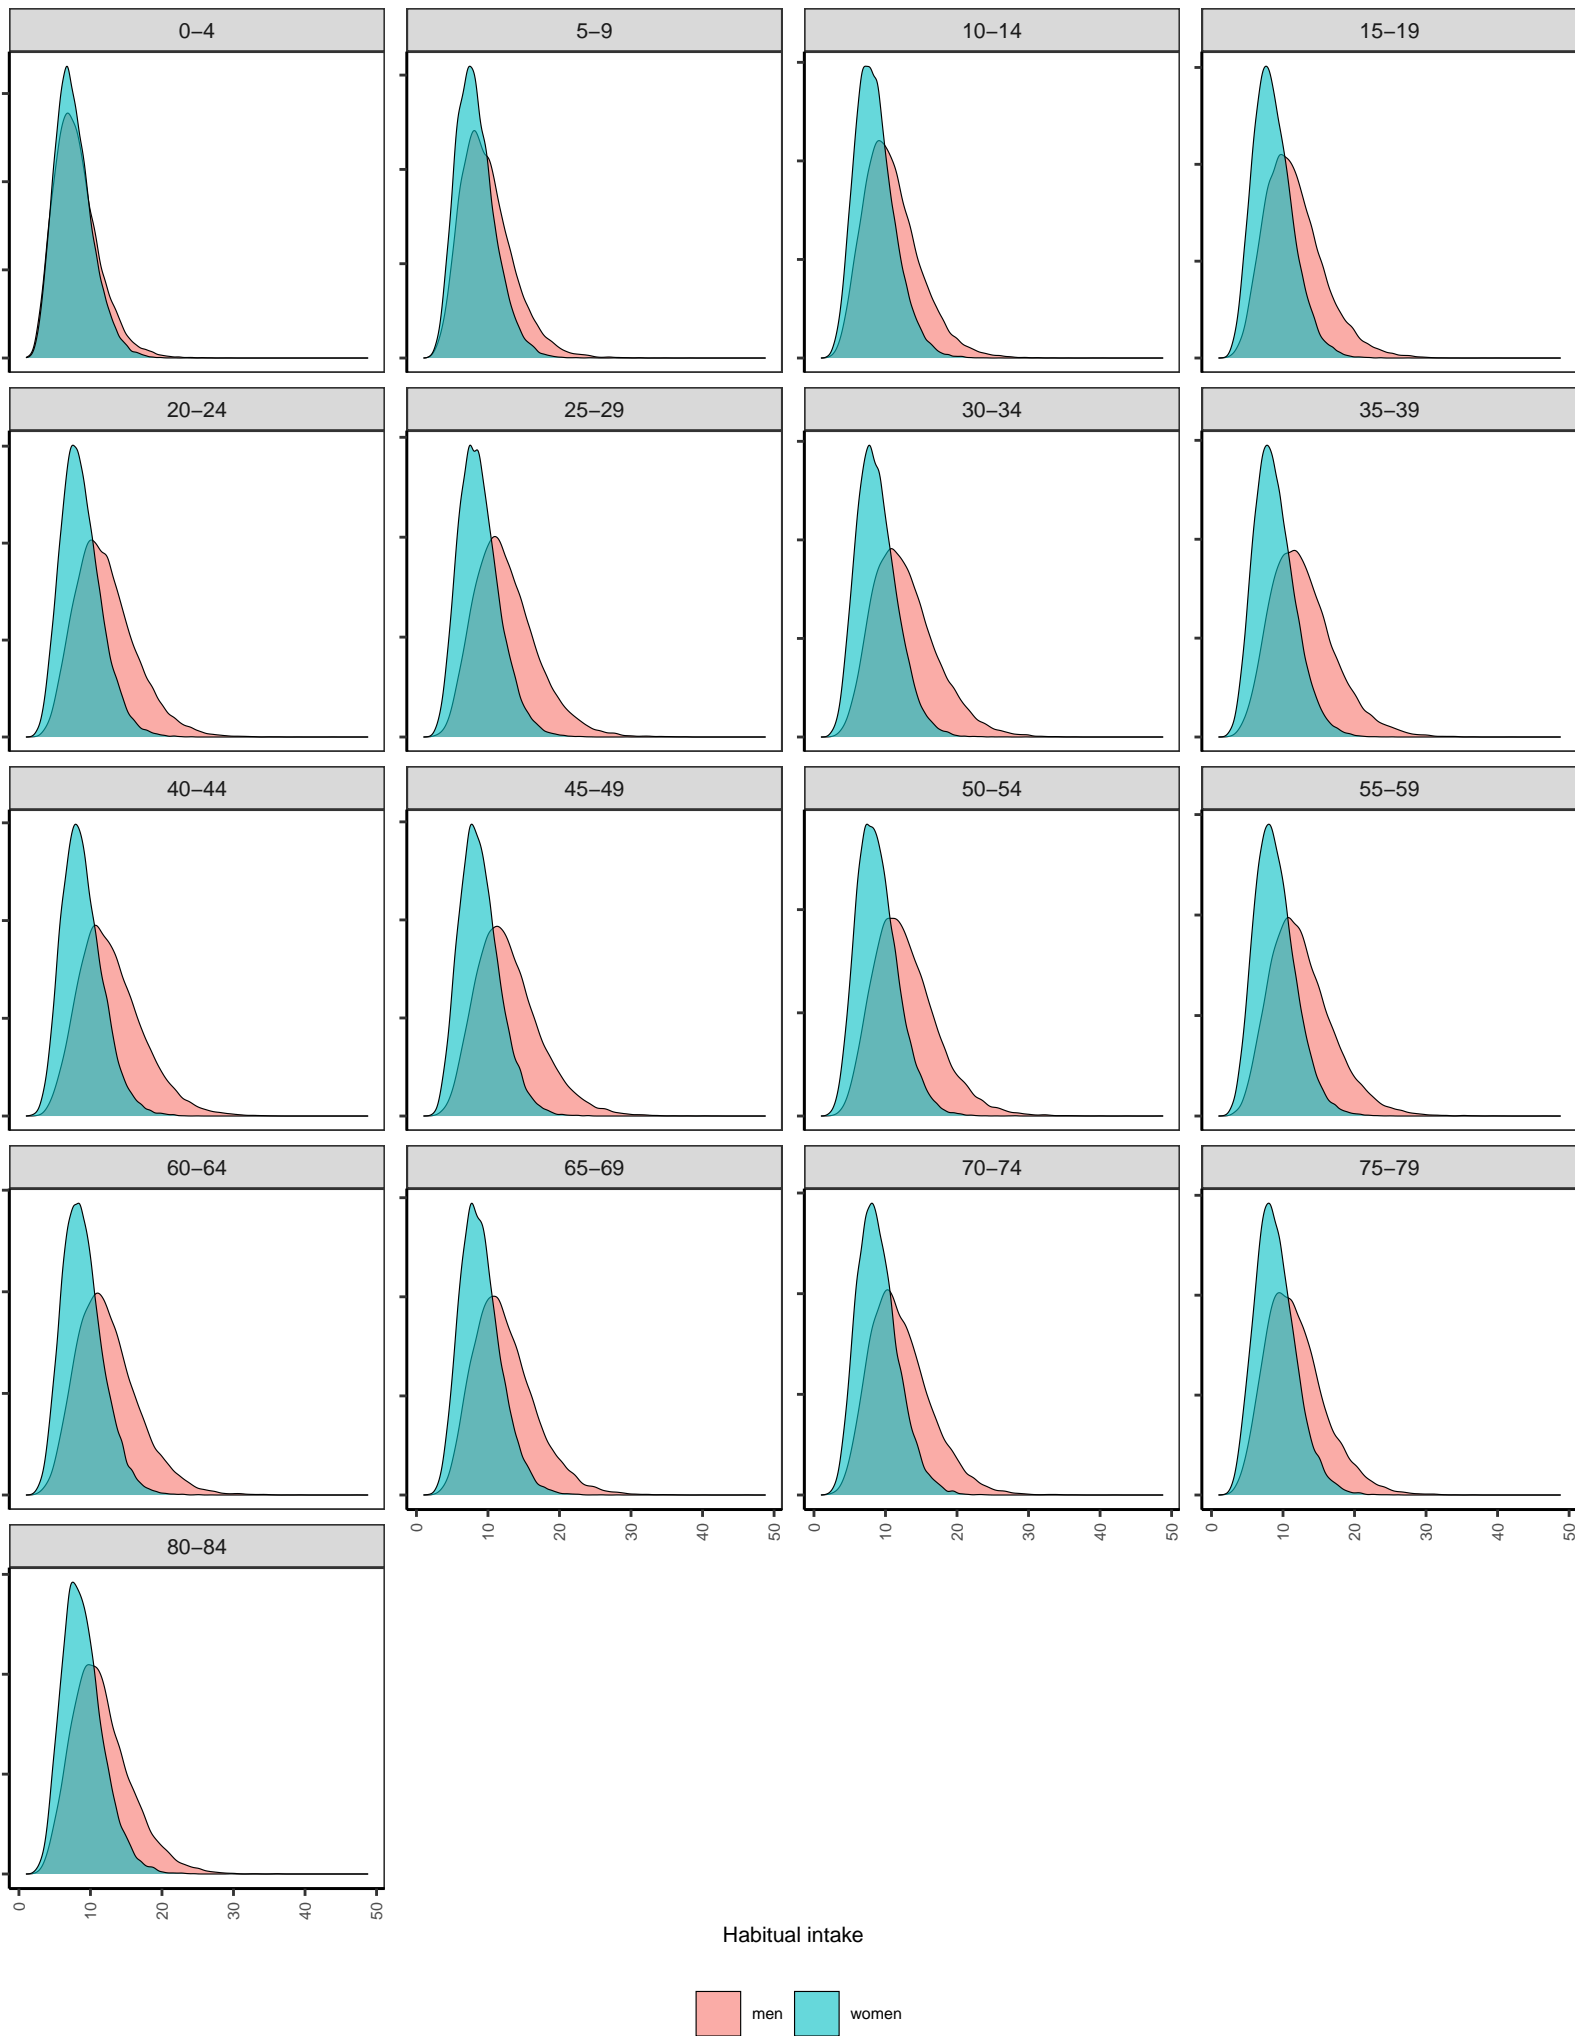 0–4 5–9 10–14 15–19
20–24 25–29 30–34 35–39
40–44 45–49 50–54 55–59
60–64 65–69 70–74 75–79
0 10 20 30 40 50 0 10 20 30 40 50 0 10 20 30 40 50
80–84
0 10 20 30 40 50
Habitual intake
men women